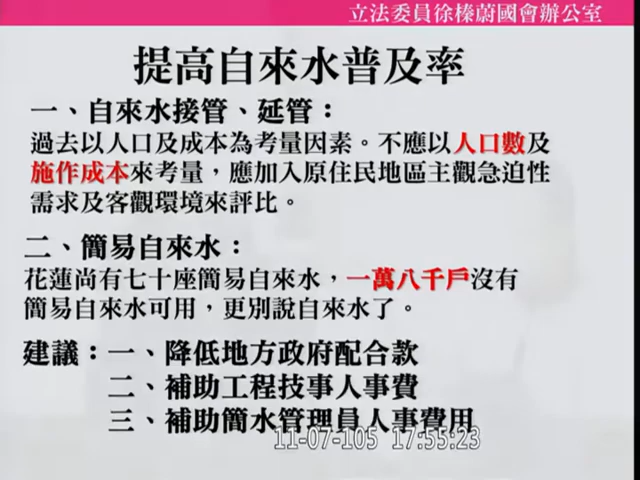 立法委員徐榛蔚國會辦公室
提高自來水普及率
一、自來水接管、延管：
過去以人口及成本為考量因素。不應以人口數及
施作成本來考量，應加入原住民地區主觀急迫性
需求及客觀環境來評比。
二、簡易自來水：
花蓮尚有七十座簡易自來水，一萬八千戶沒有
簡易自來水可用，更別說自來水了。
建議：一、降低地方政府配合款
二、補助工程技事人事費
三、補助簡水管理員人事費用
11-07-105 17:55:23